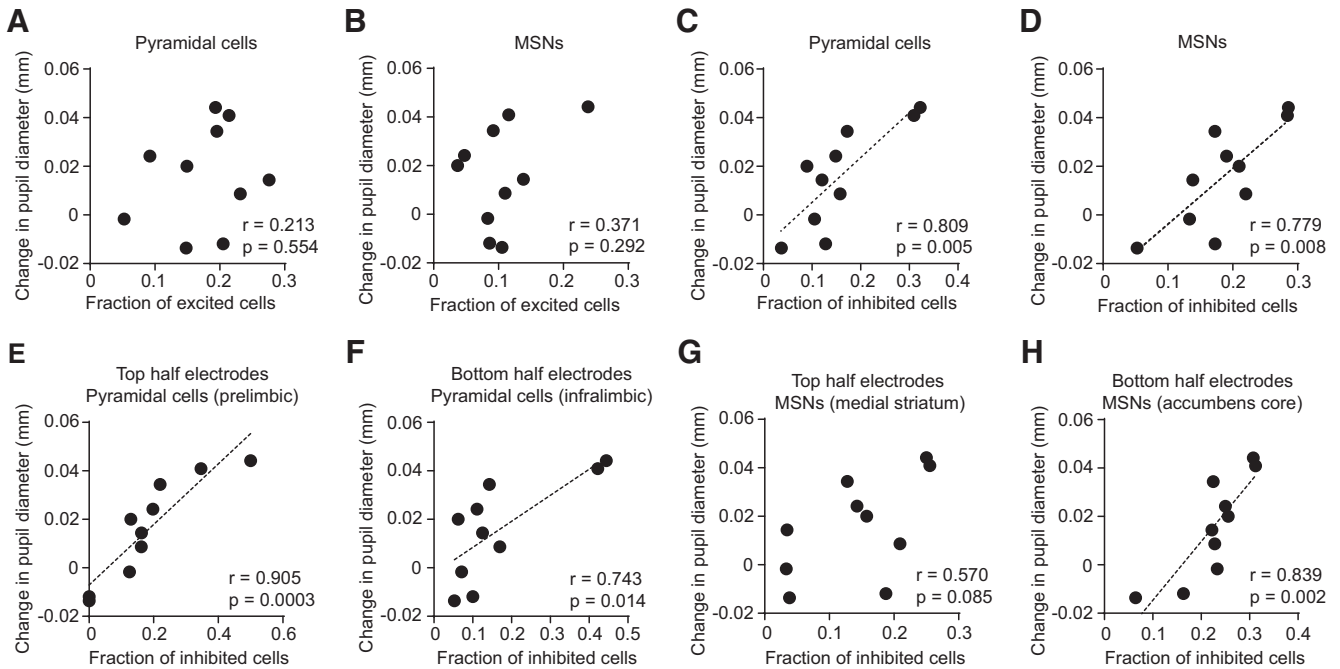 A
Pyramidal cells
Change in pupil diameter (mm)
0.06
0.04
0.02
0
-0.02
r = 0.213
p = 0.554
0
0.1
0.2
0.3
Fraction of excited cells
B
MSNs
Change in pupil diameter (mm)
0.06
0.04
0.02
0
-0.02
r = 0.371
p = 0.292
0
0.1
0.2
0.3
Fraction of excited cells
C
Pyramidal cells
Change in pupil diameter (mm)
0.06
0.04
0.02
0
-0.02
r = 0.809
p = 0.005
0
0.1
0.2
0.3
0.4
Fraction of inhibited cells
D
MSNs
Change in pupil diameter (mm)
0.06
0.04
0.02
0
-0.02
r = 0.779
p = 0.008
0
0.1
0.2
0.3
Fraction of inhibited cells
E
Top half electrodes
Pyramidal cells (prelimbic)
Change in pupil diameter (mm)
0.06
0.04
0.02
0
-0.02
r = 0.905
p = 0.0003
0
0.2
0.4
0.6
Fraction of inhibited cells
F
Bottom half electrodes
Pyramidal cells (infralimbic)
Change in pupil diameter (mm)
0.06
0.04
0.02
0
-0.02
r = 0.743
p = 0.014
0
0.1
0.2
0.3
0.4
0.5
Fraction of inhibited cells
G
Top half electrodes
MSNs (medial striatum)
Change in pupil diameter (mm)
0.06
0.04
0.02
0
-0.02
r = 0.570
p = 0.085
0
0.1
0.2
0.3
Fraction of inhibited cells
H
Bottom half electrodes
MSNs (accumbens core)
Change in pupil diameter (mm)
0.06
0.04
0.02
0
-0.02
r = 0.839
p = 0.002
0
0.1
0.2
0.3
0.4
Fraction of inhibited cells